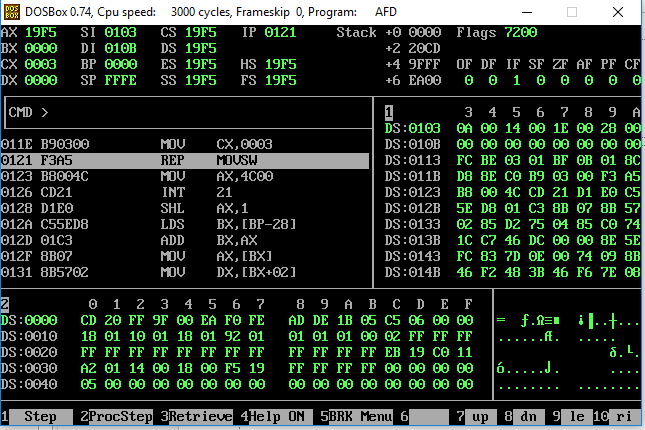 DOSBox 0.74, Cpu speed: 3000 cycles, Frameskip 0, Program: AFD
AX 19F5 SI 0103 CS 19F5 IP 0121 Stack +0 0000 Flags 7200
BX 0000 DI 010B DS 19F5 +2 20CD
CX 0003 BP 0000 ES 19F5 HS 19F5 +4 9FFF OF DF IF SF ZF AF PF CF
DX 0000 SP FFFE SS 19F5 FS 19F5 +6 EA00 0 0 1 0 0 0 0 0
CMD >
011E B90300 MOV CX,0003
0121 F3A5 REP MOVSW
0123 B8004C MOV AX,4C00
0126 CD21 INT 21
0128 D1E0 SHL AX,1
012A C55ED8 LDS BX,[BP-28]
012D 01C3 ADD BX,AX
012F 8B07 MOV AX,[BX]
0131 8B5702 MOV DX,[BX+02]
1 3 4 5 6 7 8 9 A
DS:0103 0A 00 14 00 1E 00 28 00
DS:010B 00 00 00 00 00 00 00 00
DS:0113 FC BE 03 01 BF 0B 01 8C
DS:011B D8 8E C0 B9 03 00 F3 A5
DS:0123 B8 00 4C CD 21 D1 E0 C5
DS:012B 5E D8 01 C3 8B 07 8B 57
DS:0133 02 85 D2 75 04 85 C0 74
DS:013B 1C C7 46 DC 00 00 8E 5E
DS:0143 FC 83 7D 0E 00 74 09 8B
DS:014B 46 F2 48 3B 46 F6 7E 08
2 0 1 2 3 4 5 6 7 8 9 A B C D E F
DS:0000 CD 20 FF 9F 00 EA F0 FE AD DE 1B 05 C5 06 00 00 = ƒ.Ω≡■ ¡▐..┼...
DS:0010 18 01 10 01 18 01 92 01 01 01 01 00 02 FF FF FF ......Æ. .....
DS:0020 FF FF FF FF FF FF FF FF FF FF FF FF EB 19 C0 11 δ.└.
DS:0030 A2 01 14 00 18 00 F5 19 FF FF FF FF 00 00 00 00 ó.....⌡. ....
DS:0040 05 00 00 00 00 00 00 00 00 00 00 00 00 00 00 00 ........ ........
1 Step 2ProcStep 3Retrieve 4Help ON 5BRK Menu 6 7 up 8 dn 9 le 10 ri